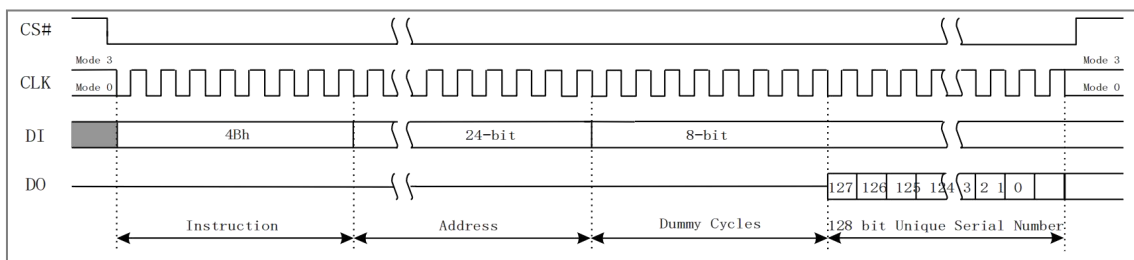 CS#
Mode 3 Mode 3
CLK
Mode 0 Mode 0
DI 4Bh 24-bit 8-bit
DO 127 126 125 124 3 2 1 0
Instruction Address Dummy Cycles 128 bit Unique Serial Number